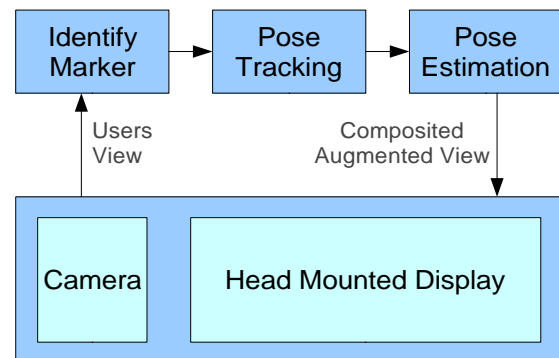 Identify
Marker
Pose
Tracking
Pose
Estimation
Users
View
Composited
Augmented View
Camera
Head Mounted Display